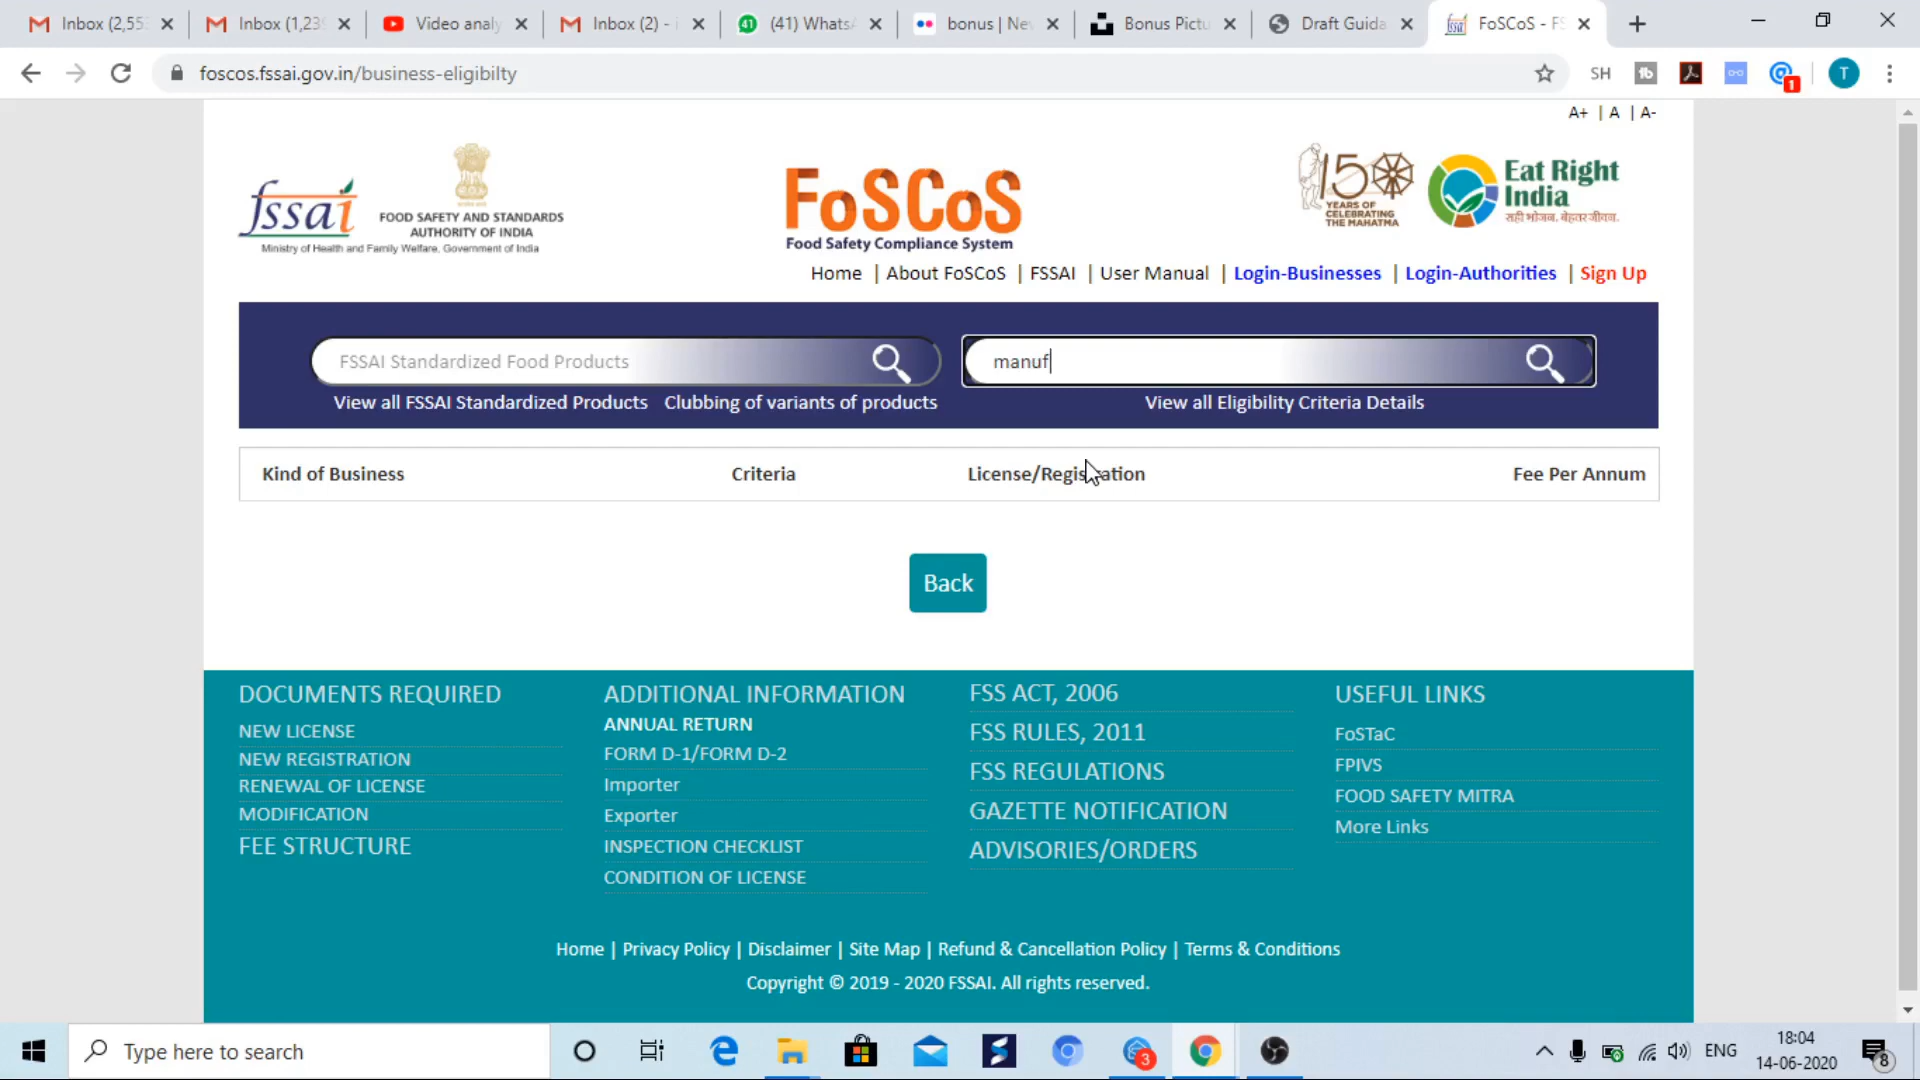 Inbox (2,55
Inbox (1,23
Video analy
Inbox (2) - i
(41) WhatsA
bonus | Nev
Bonus Pictu
Draft Guida
FoSCoS - FS
foscos.fssai.gov.in/business-eligibilty
SH
1
T
A+ | A | A-
fssai
FOOD SAFETY AND STANDARDS
AUTHORITY OF INDIA
Ministry of Health and Family Welfare, Government of India
FoSCoS
Food Safety Compliance System
150
YEARS OF
CELEBRATING
THE MAHATMA
Eat Right
India
सही भोजन. बेहतर जीवन.
Home | About FoSCoS | FSSAI | User Manual | Login-Businesses | Login-Authorities | Sign Up
FSSAI Standardized Food Products
manuf
View all FSSAI Standardized Products Clubbing of variants of products
View all Eligibility Criteria Details
Kind of Business Criteria License/Registration Fee Per Annum
Back
DOCUMENTS REQUIRED
NEW LICENSE
NEW REGISTRATION
RENEWAL OF LICENSE
MODIFICATION
FEE STRUCTURE
ADDITIONAL INFORMATION
ANNUAL RETURN
FORM D-1/FORM D-2
Importer
Exporter
INSPECTION CHECKLIST
CONDITION OF LICENSE
FSS ACT, 2006
FSS RULES, 2011
FSS REGULATIONS
GAZETTE NOTIFICATION
ADVISORIES/ORDERS
USEFUL LINKS
FoSTaC
FPIVS
FOOD SAFETY MITRA
More Links
Home | Privacy Policy | Disclaimer | Site Map | Refund & Cancellation Policy | Terms & Conditions
Copyright © 2019 - 2020 FSSAI. All rights reserved.
Type here to search
3
ENG
18:04
14-06-2020
8